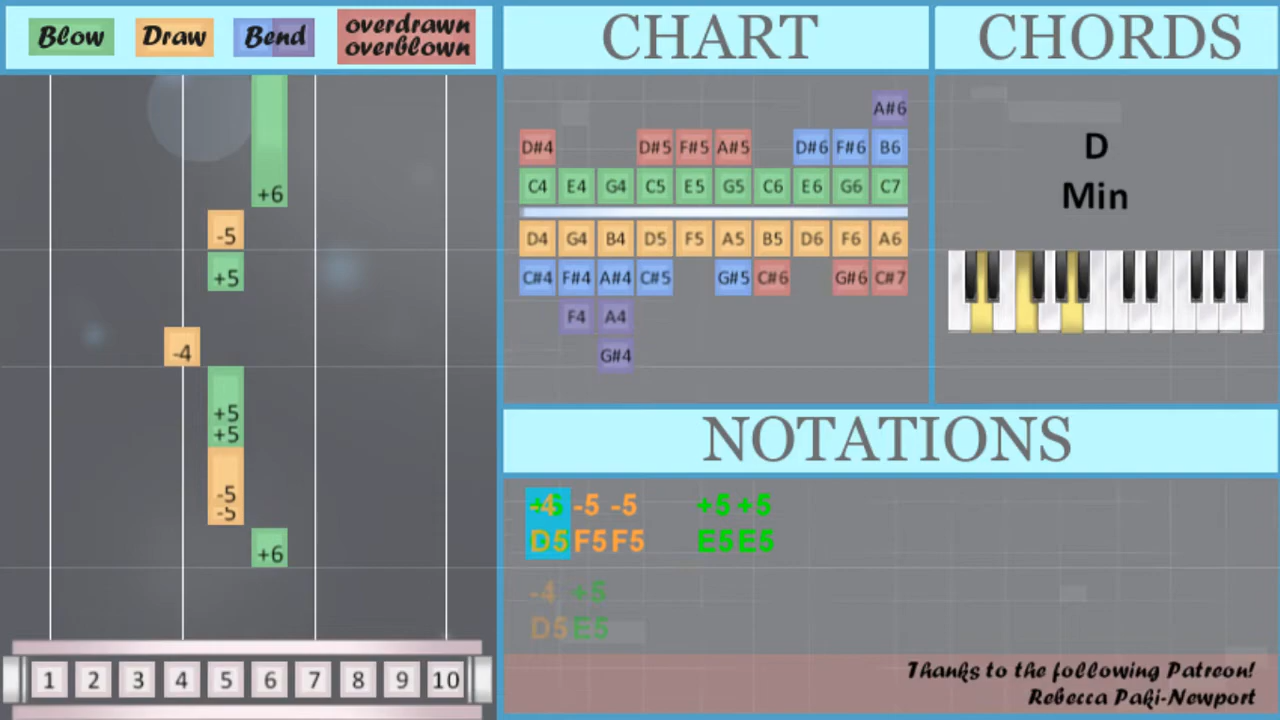 Blow Draw Bend overdrawn
overblown
CHART
CHORDS
+6
-5
+5
-4
+5
+5
-5
-5
+6
1 2 3 4 5 6 7 8 9 10
A#6
D#4 D#5 F#5 A#5 D#6 F#6 B6
C4 E4 G4 C5 E5 G5 C6 E6 G6 C7
D4 G4 B4 D5 F5 A5 B5 D6 F6 A6
C#4 F#4 A#4 C#5 G#5 C#6 G#6 C#7
F4 A4
G#4
D
Min
NOTATIONS
-5 -5 +5 +5
D5 F5 F5 E5 E5
-4 +5
D5 E5
Thanks to the following Patreon!
Rebecca Paki-Newport